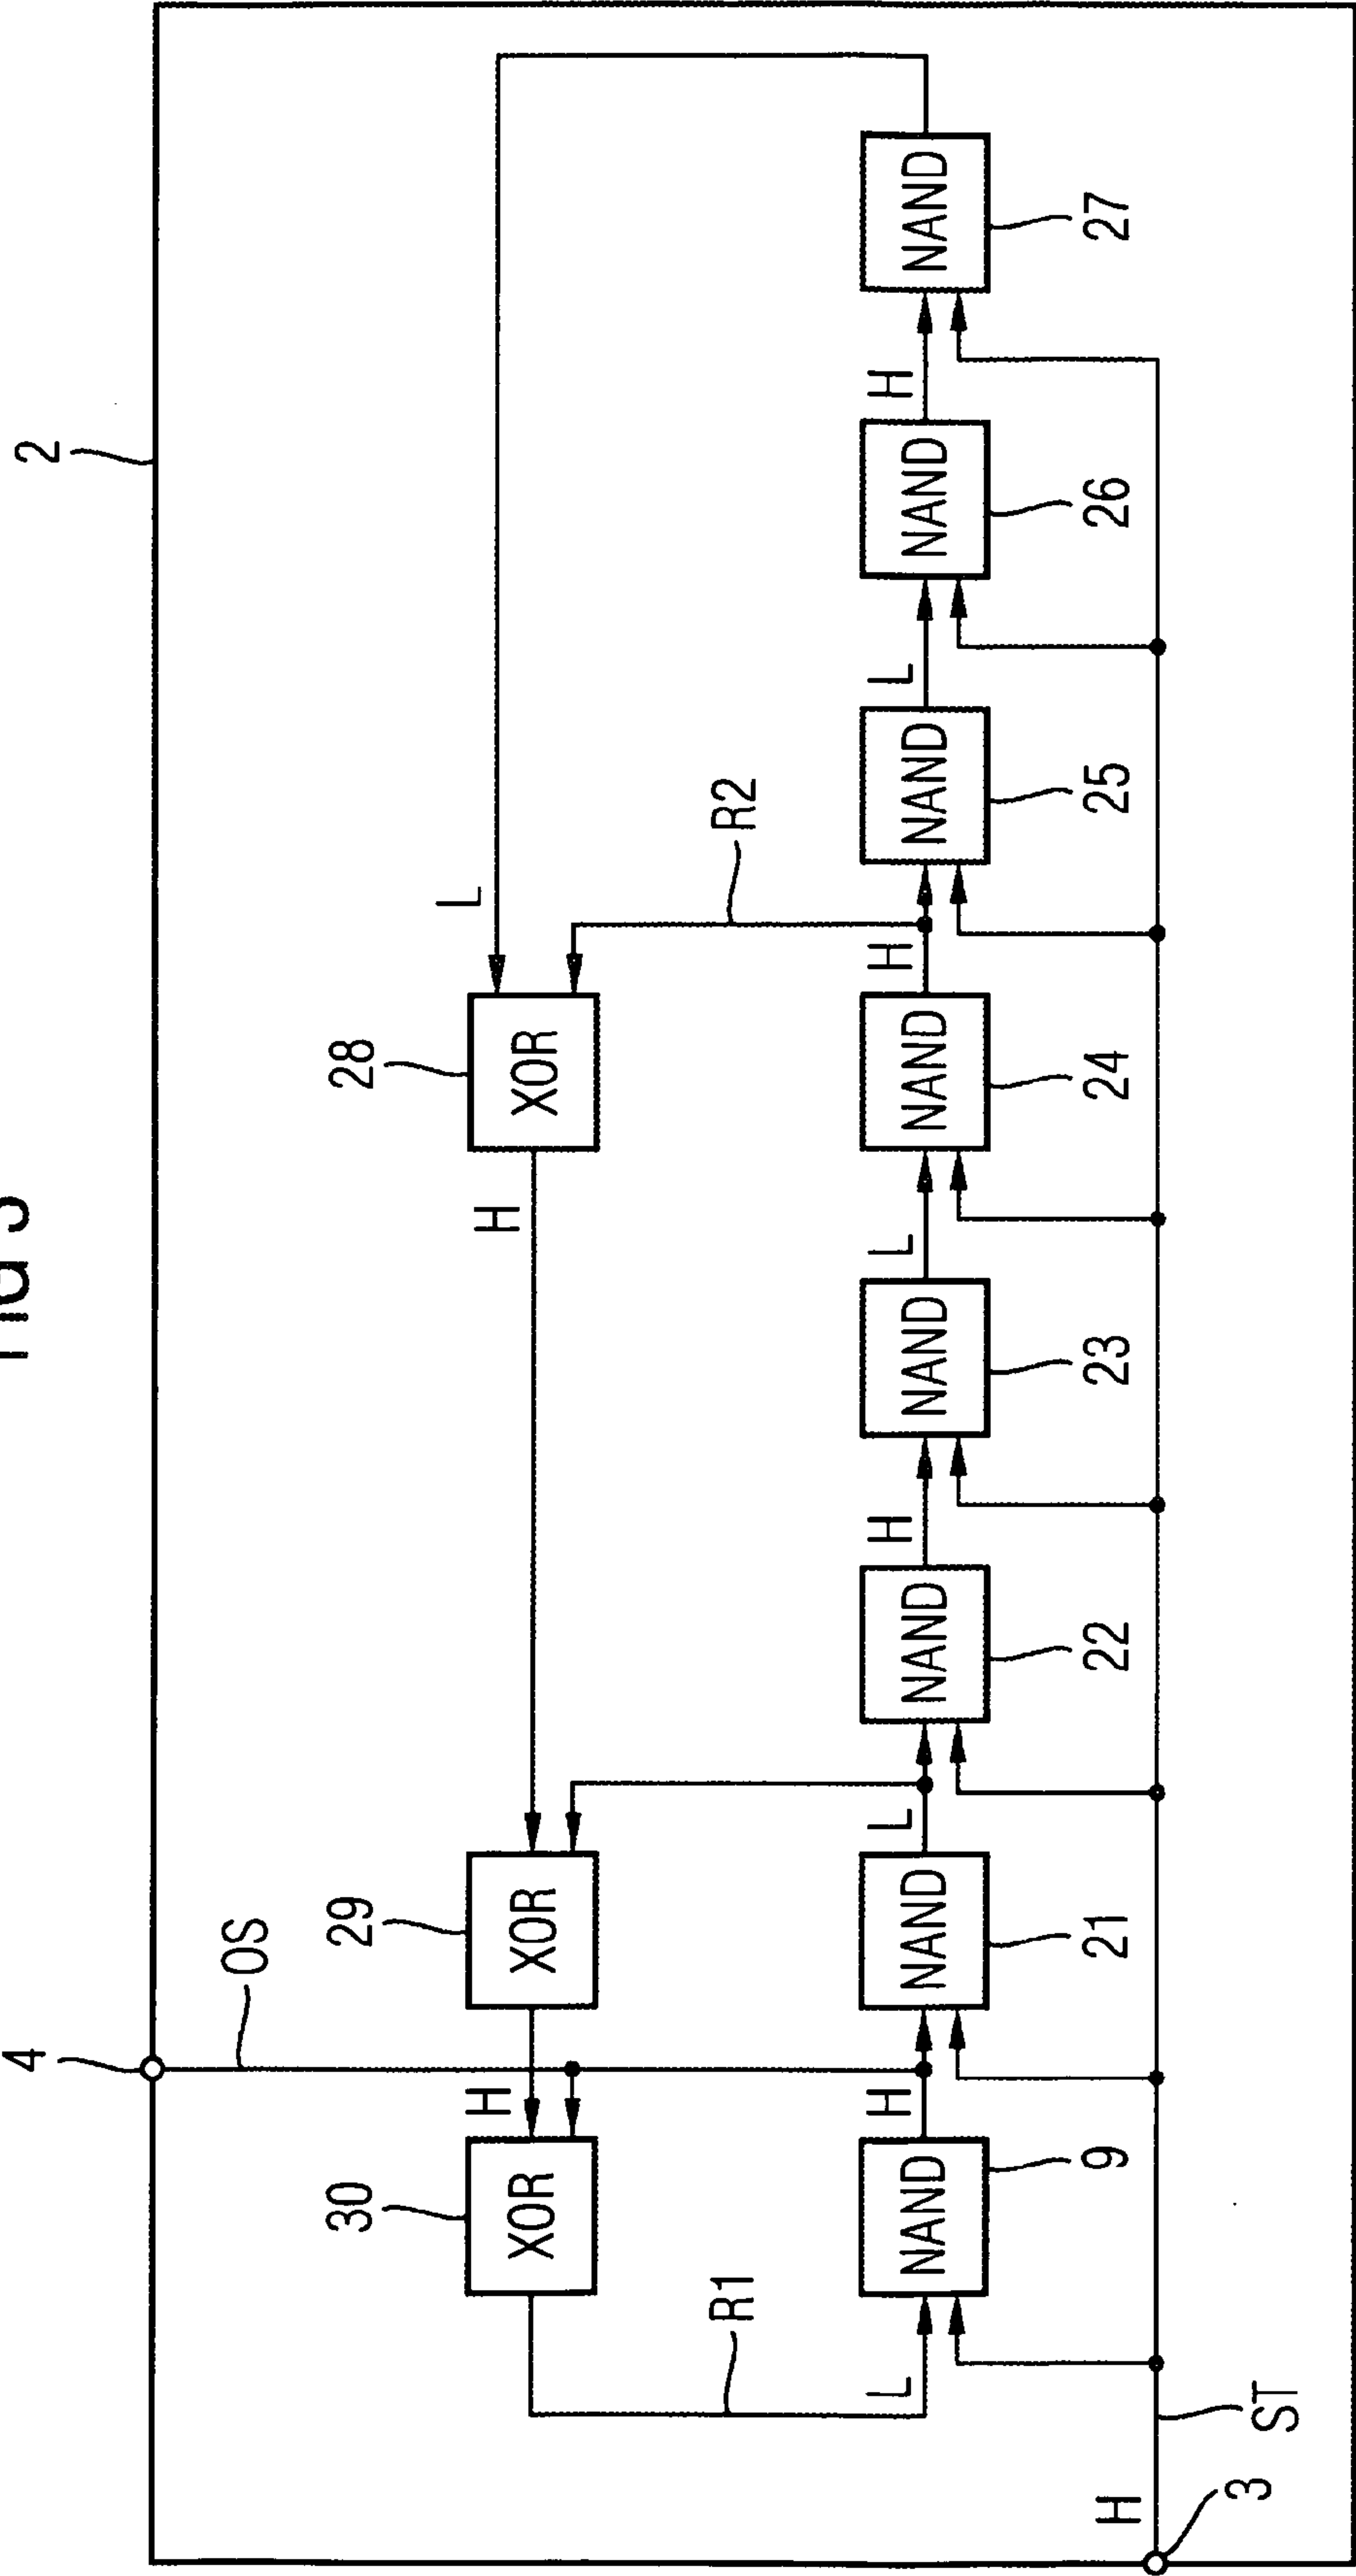 2
4
OS
28
29
30
XOR
XOR
XOR
L
H
H
R1
R2
L
H
L
H
L
H
L
H
NAND
NAND
NAND
NAND
NAND
NAND
NAND
NAND
9
21
22
23
24
25
26
27
H
ST
3